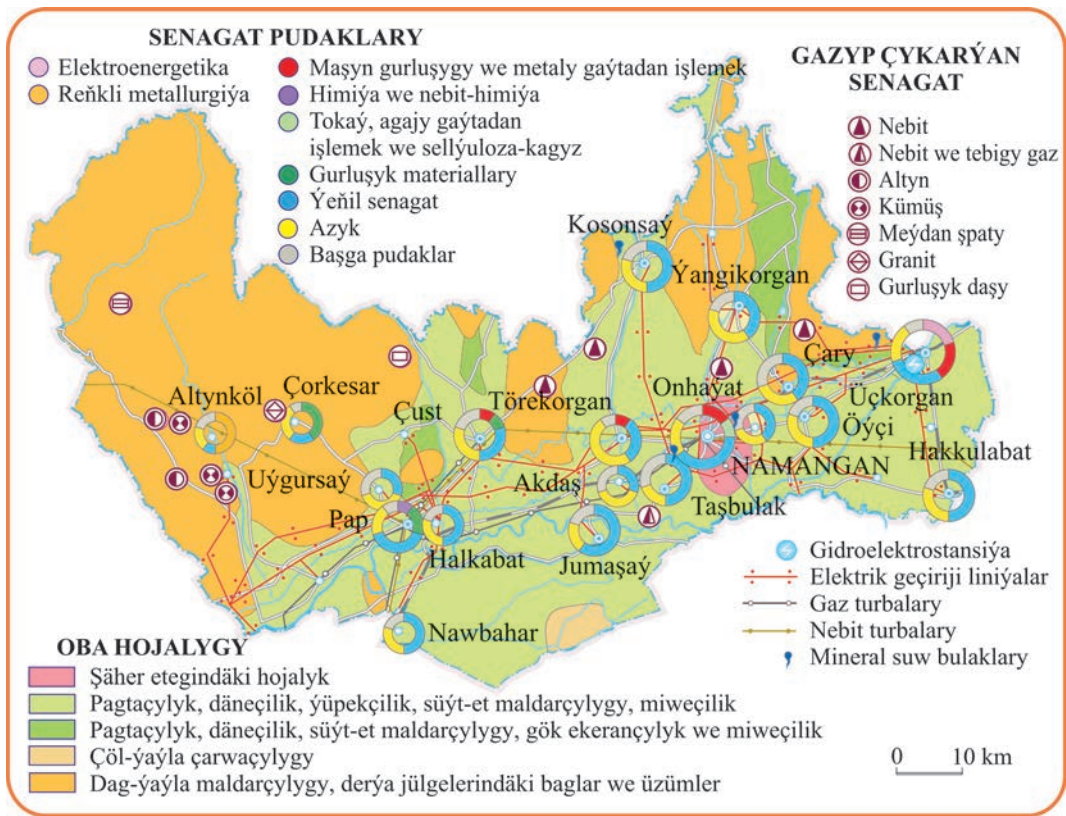 SENAGAT PUDAKLARY
Elektroenergetika
Reňkli metallurgiýa
Maşyn gurluşygy we metaly gaýtadan işlemek
Himiýa we nebit-himiýa
Tokaý, agajy gaýtadan
işlemek we sellýuloza-kagyz
Gurluşyk materiallary
Ýeňil senagat
Azyk
Başga pudaklar
GAZYP ÇYKARÝAN
SENAGAT
Nebit
Nebit we tebigy gaz
Altyn
Kümüş
Meýdan şpaty
Granit
Gurluşyk daşy
Kosonsaý
Ýangikorgan
Çary
Üçkorgan
Altynköl
Çorkesar
Çust
Törekorgan
Onhaýat
Öýçi
Hakkulabat
NAMANGAN
Uýgursaý
Akdaş
Taşbulak
Pap
Halkabat
Jumaşaý
Nawbahar
Gidroelektrostansiýa
Elektrik geçiriji liniýalar
Gaz turbalary
Nebit turbalary
Mineral suw bulaklary
OBA HOJALYGY
Şäher etegindäki hojalyk
Pagtaçylyk, däneçilik, ýüpekçilik, süýt-et maldarçylygy, miweçilik
Pagtaçylyk, däneçilik, süýt-et maldarçylygy, gök ekerançylyk we miweçilik
Çöl-ýaýla çarwaçylygy
Dag-ýaýla maldarçylygy, derýa jülgelerindäki baglar we üzümler
0 10 km